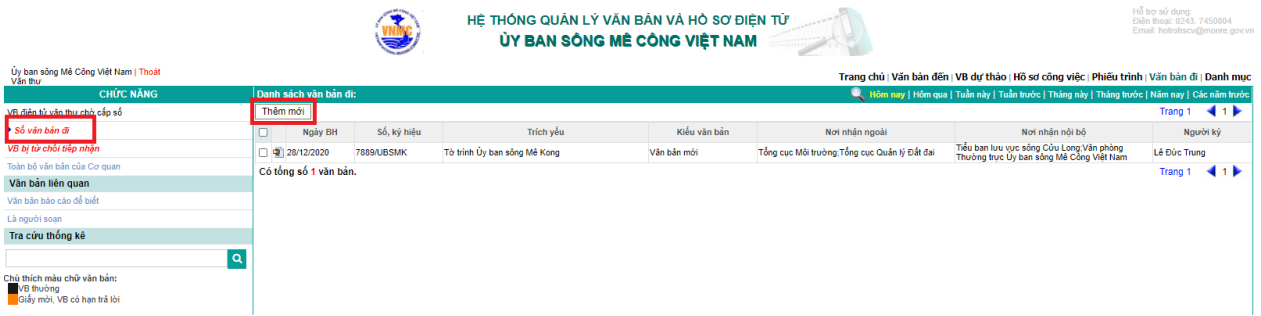 HỆ THỐNG QUẢN LÝ VĂN BẢN VÀ HỒ SƠ ĐIỆN TỬ
ỦY BAN SÔNG MÊ CÔNG VIỆT NAM
VNMC
Hỗ trợ sử dụng:
Điện thoai: 0243. 7450004
Email: hotrohscv@monre.gov.vn
Ủy ban sông Mê Công Việt Nam | Thoát
Văn thư
Trang chủ | Văn bản đến | VB dự thảo | Hồ sơ công việc | Phiếu trình | Văn bản đi | Danh mục
CHỨC NĂNG
Danh sách văn bản đi:
Hôm nay | Hôm qua | Tuần này | Tuần trước | Tháng này | Tháng trước | Năm nay | Các năm trước
VB điện tử văn thư chờ cấp số
Thêm mới
Trang 1 1
Sổ văn bản đi
Ngày BH Số, ký hiệu Trích yếu Kiểu văn bản Nơi nhận ngoài Nơi nhận nội bộ Người ký
VB bị từ chối tiếp nhận
28/12/2020 7889/UBSMK Tờ trình Ủy ban sông Mê Kong Văn bản mới Tổng cục Môi trường;Tổng cục Quản lý Đất đai Tiểu ban lưu vực sông Cửu Long;Văn phòng Thường trực Ủy ban sông Mê Công Việt Nam Lê Đức Trung
Toàn bộ văn bản của Cơ quan
Có tổng số 1 văn bản.
Trang 1 1
Văn bản liên quan
Văn bản báo cáo để biết
Là người soạn
Tra cứu thống kê
Chú thích màu chữ văn bản:
VB thường
Giấy mời, VB có hạn trả lời